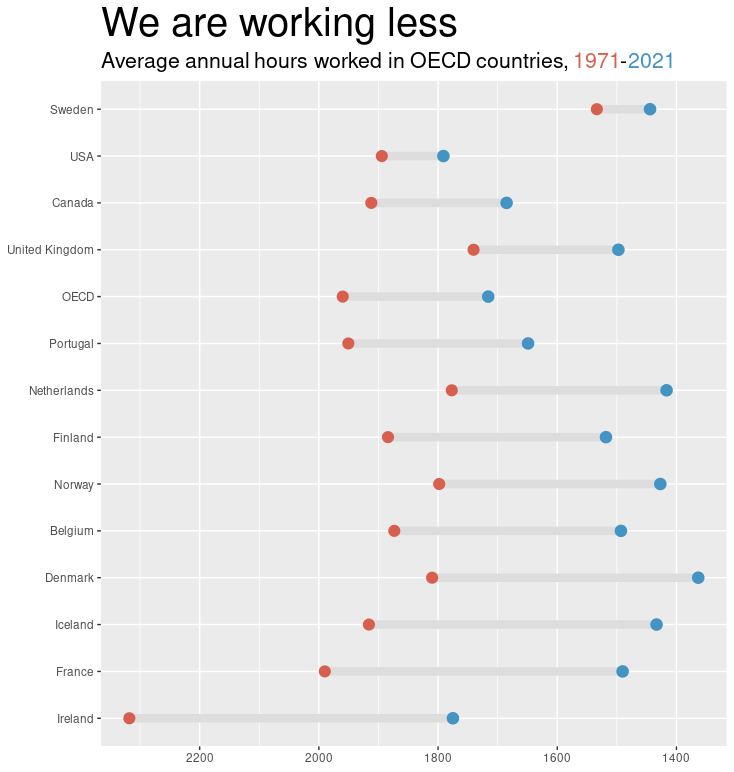 We are working less
Average annual hours worked in OECD countries, 1971-2021
Sweden
USA
Canada
United Kingdom
OECD
Portugal
Netherlands
Finland
Norway
Belgium
Denmark
Iceland
France
Ireland
2200 2000 1800 1600 1400